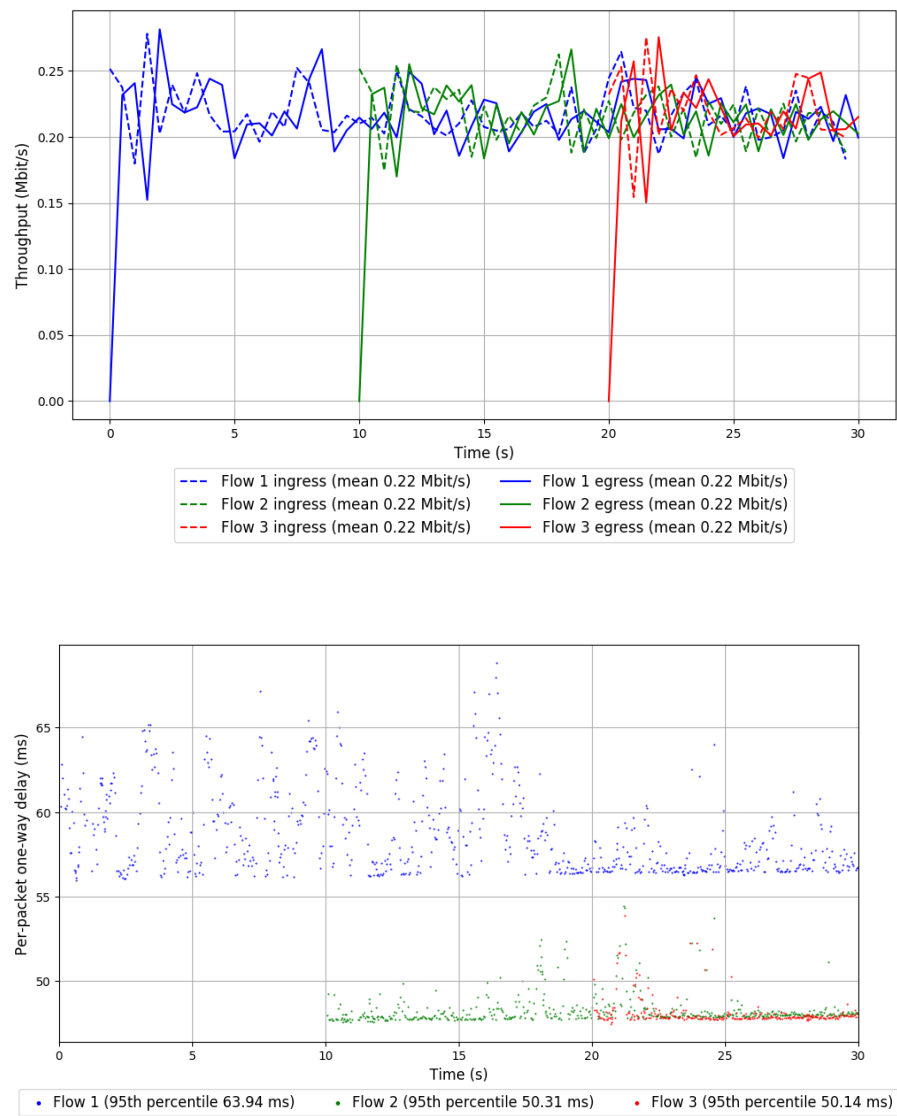 0.25
0.20
0.15
0.10
0.05
0.00
Throughput (Mbit/s)
0 5 10 15 20 25 30
Time (s)
Flow 1 ingress (mean 0.22 Mbit/s) Flow 1 egress (mean 0.22 Mbit/s)
Flow 2 ingress (mean 0.22 Mbit/s) Flow 2 egress (mean 0.22 Mbit/s)
Flow 3 ingress (mean 0.22 Mbit/s) Flow 3 egress (mean 0.22 Mbit/s)
65
60
55
50
Per-packet one-way delay (ms)
0 5 10 15 20 25 30
Time (s)
Flow 1 (95th percentile 63.94 ms) Flow 2 (95th percentile 50.31 ms) Flow 3 (95th percentile 50.14 ms)